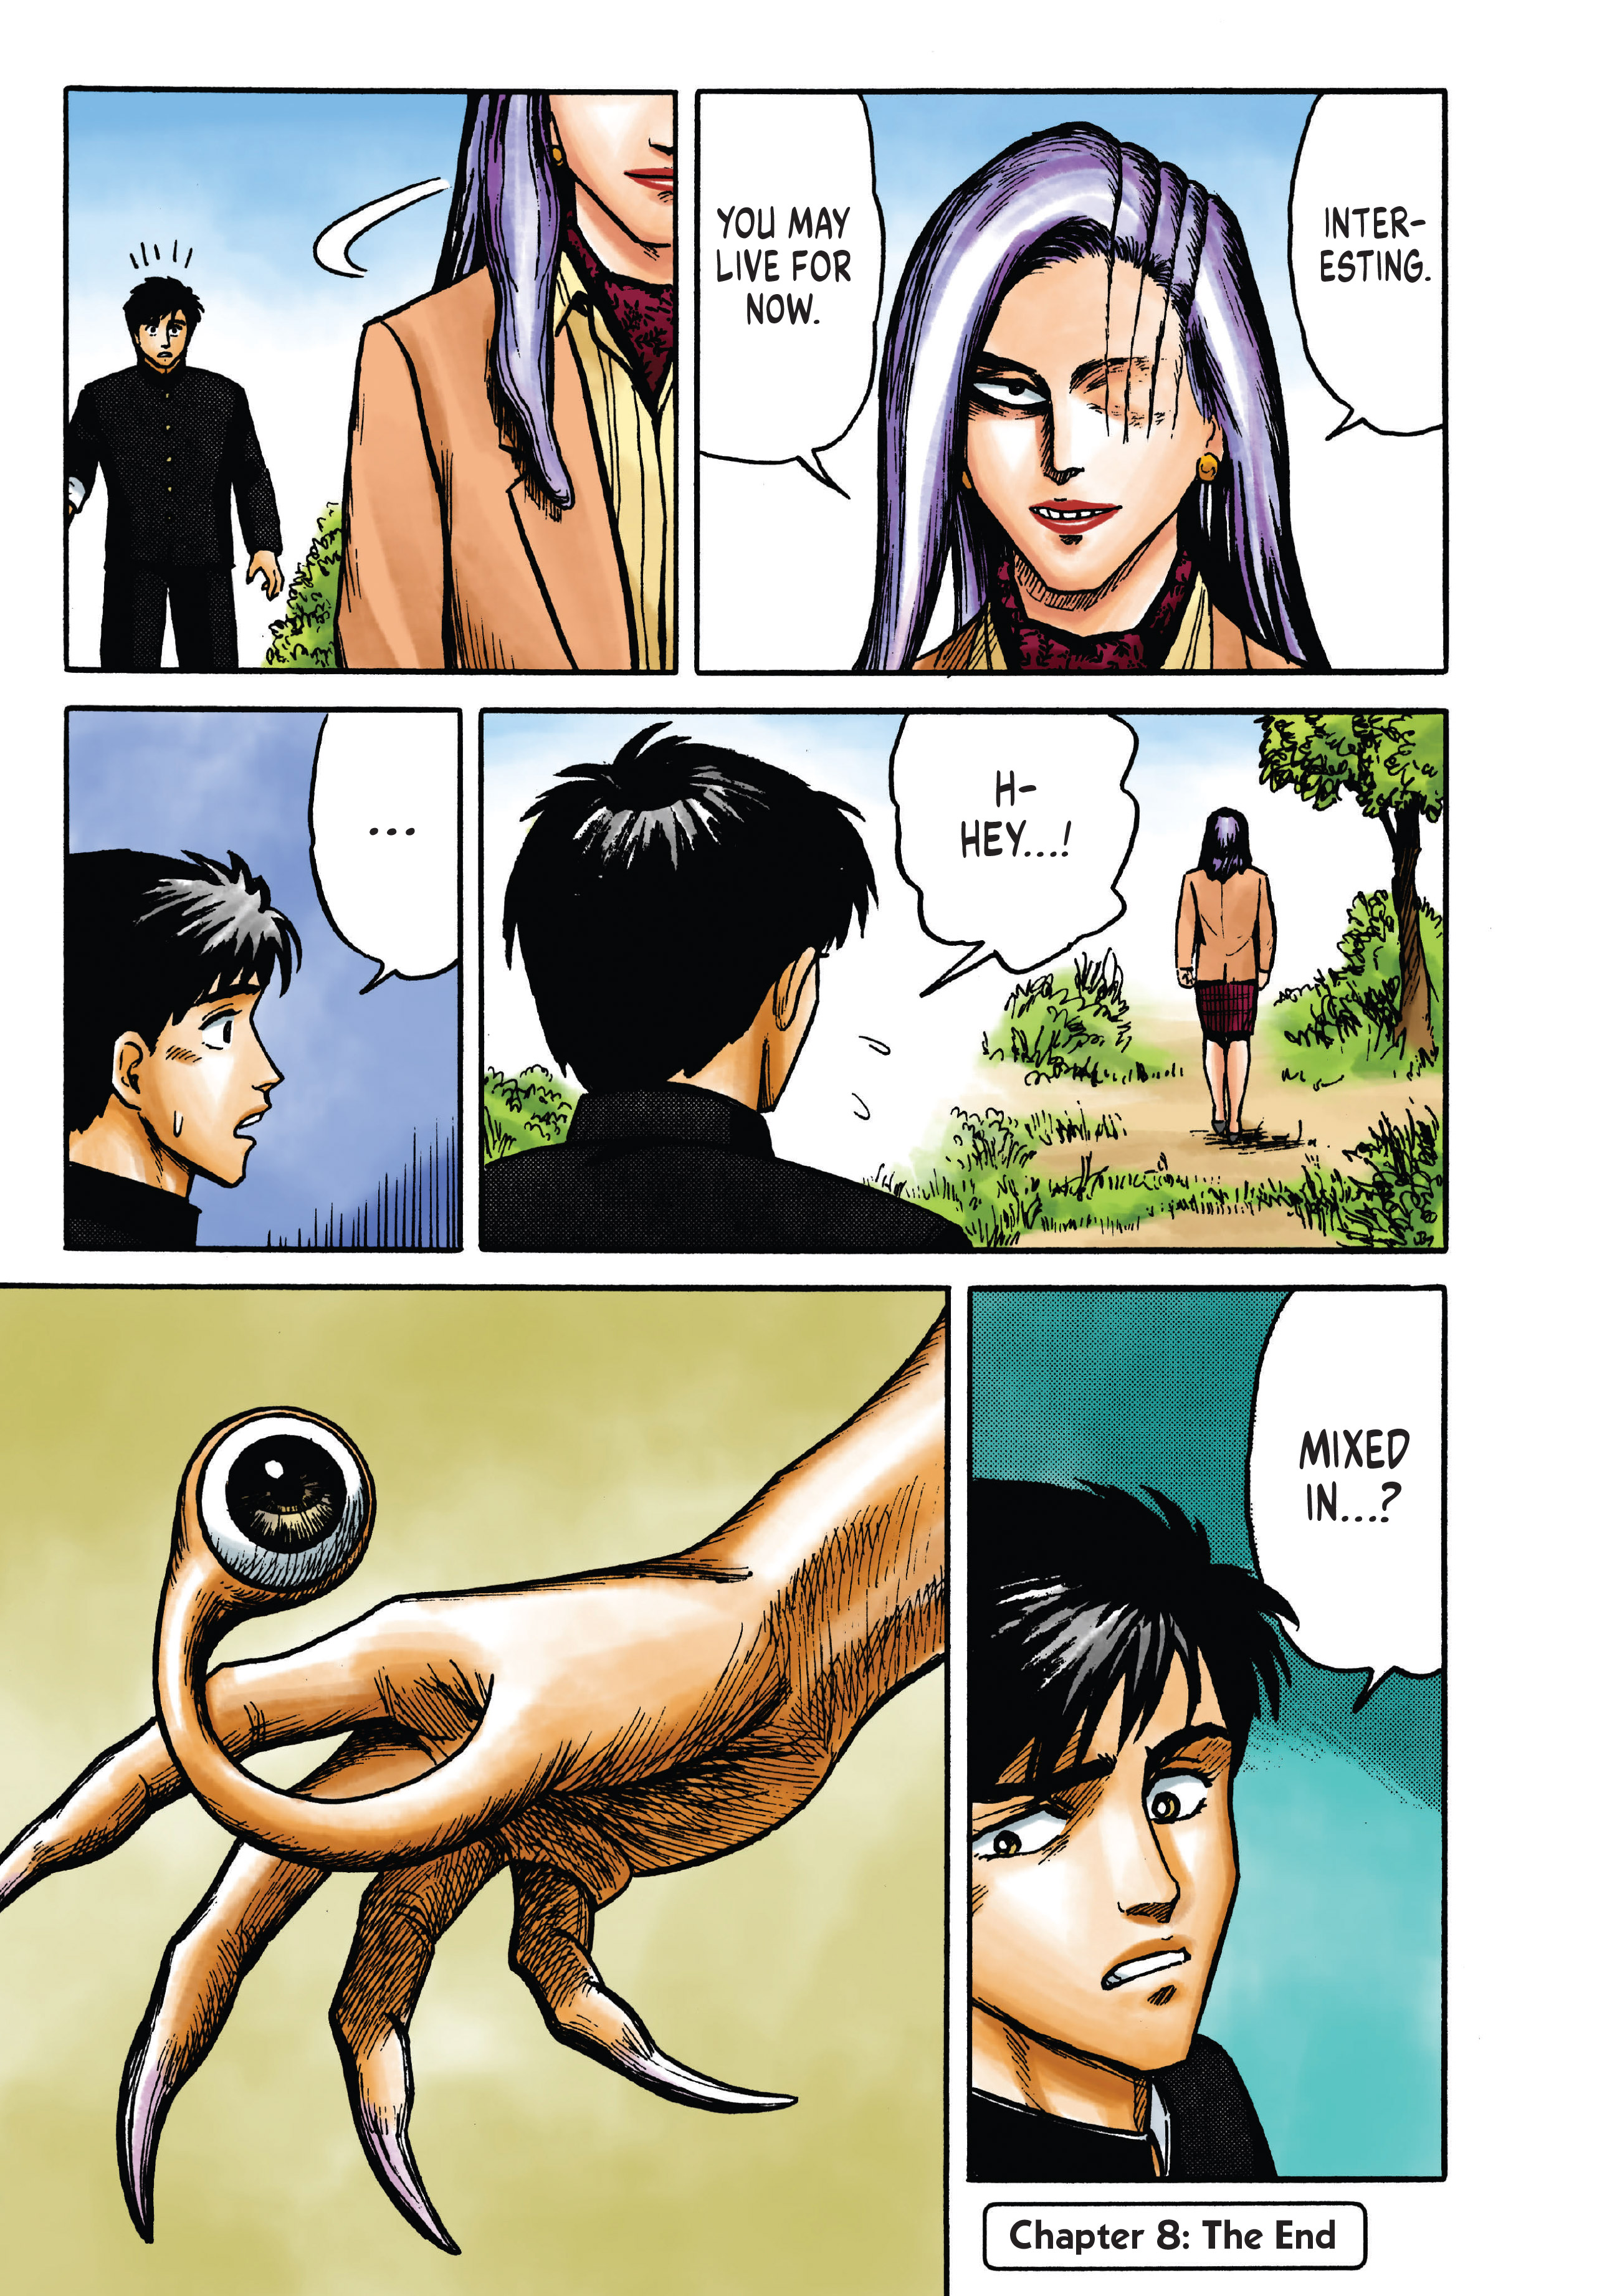 INTER-
ESTING.
YOU MAY
LIVE FOR
NOW.
H-
HEY...!
...
MIXED
IN...?
Chapter 8: The End